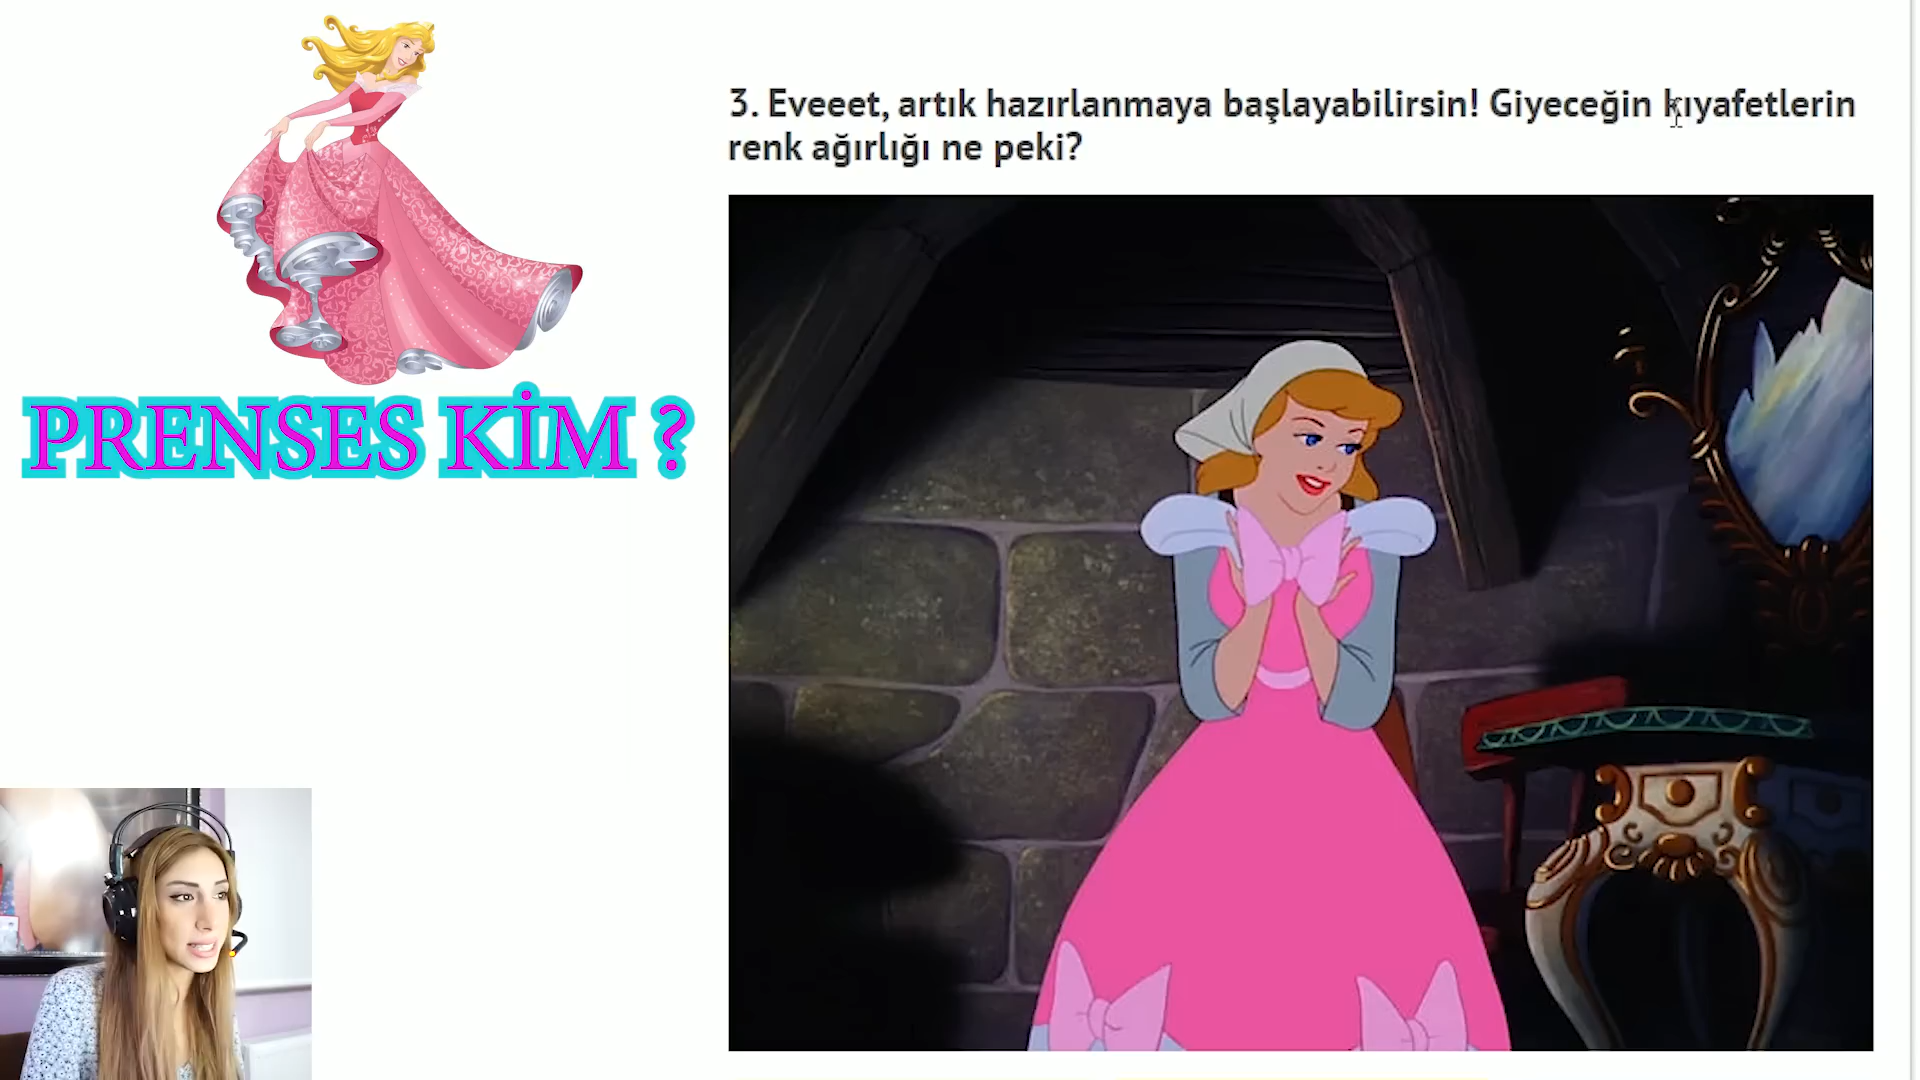 PRENSES KİM ?
3. Eveeet, artık hazırlanmaya başlayabilirsin! Giyeceğin kıyafetlerin
renk ağırlığı ne peki?